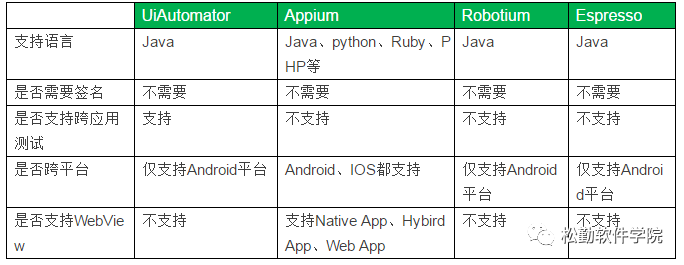 UiAutomator Appium Robotium Espresso
支持语言 Java Java、python、Ruby、P Java Java
HP等
是否需要签名 不需要 不需要 不需要 不需要
是否支持跨应用 支持 不支持 不支持 不支持
测试
是否跨平台 仅支持Android平台 Android、IOS都支持 仅支持Android 仅支持Androi
平台 d平台
是否支持WebVie 不支持 支持Native App、Hybird 不支持 不支持
w App、Web App
松勤软件学院